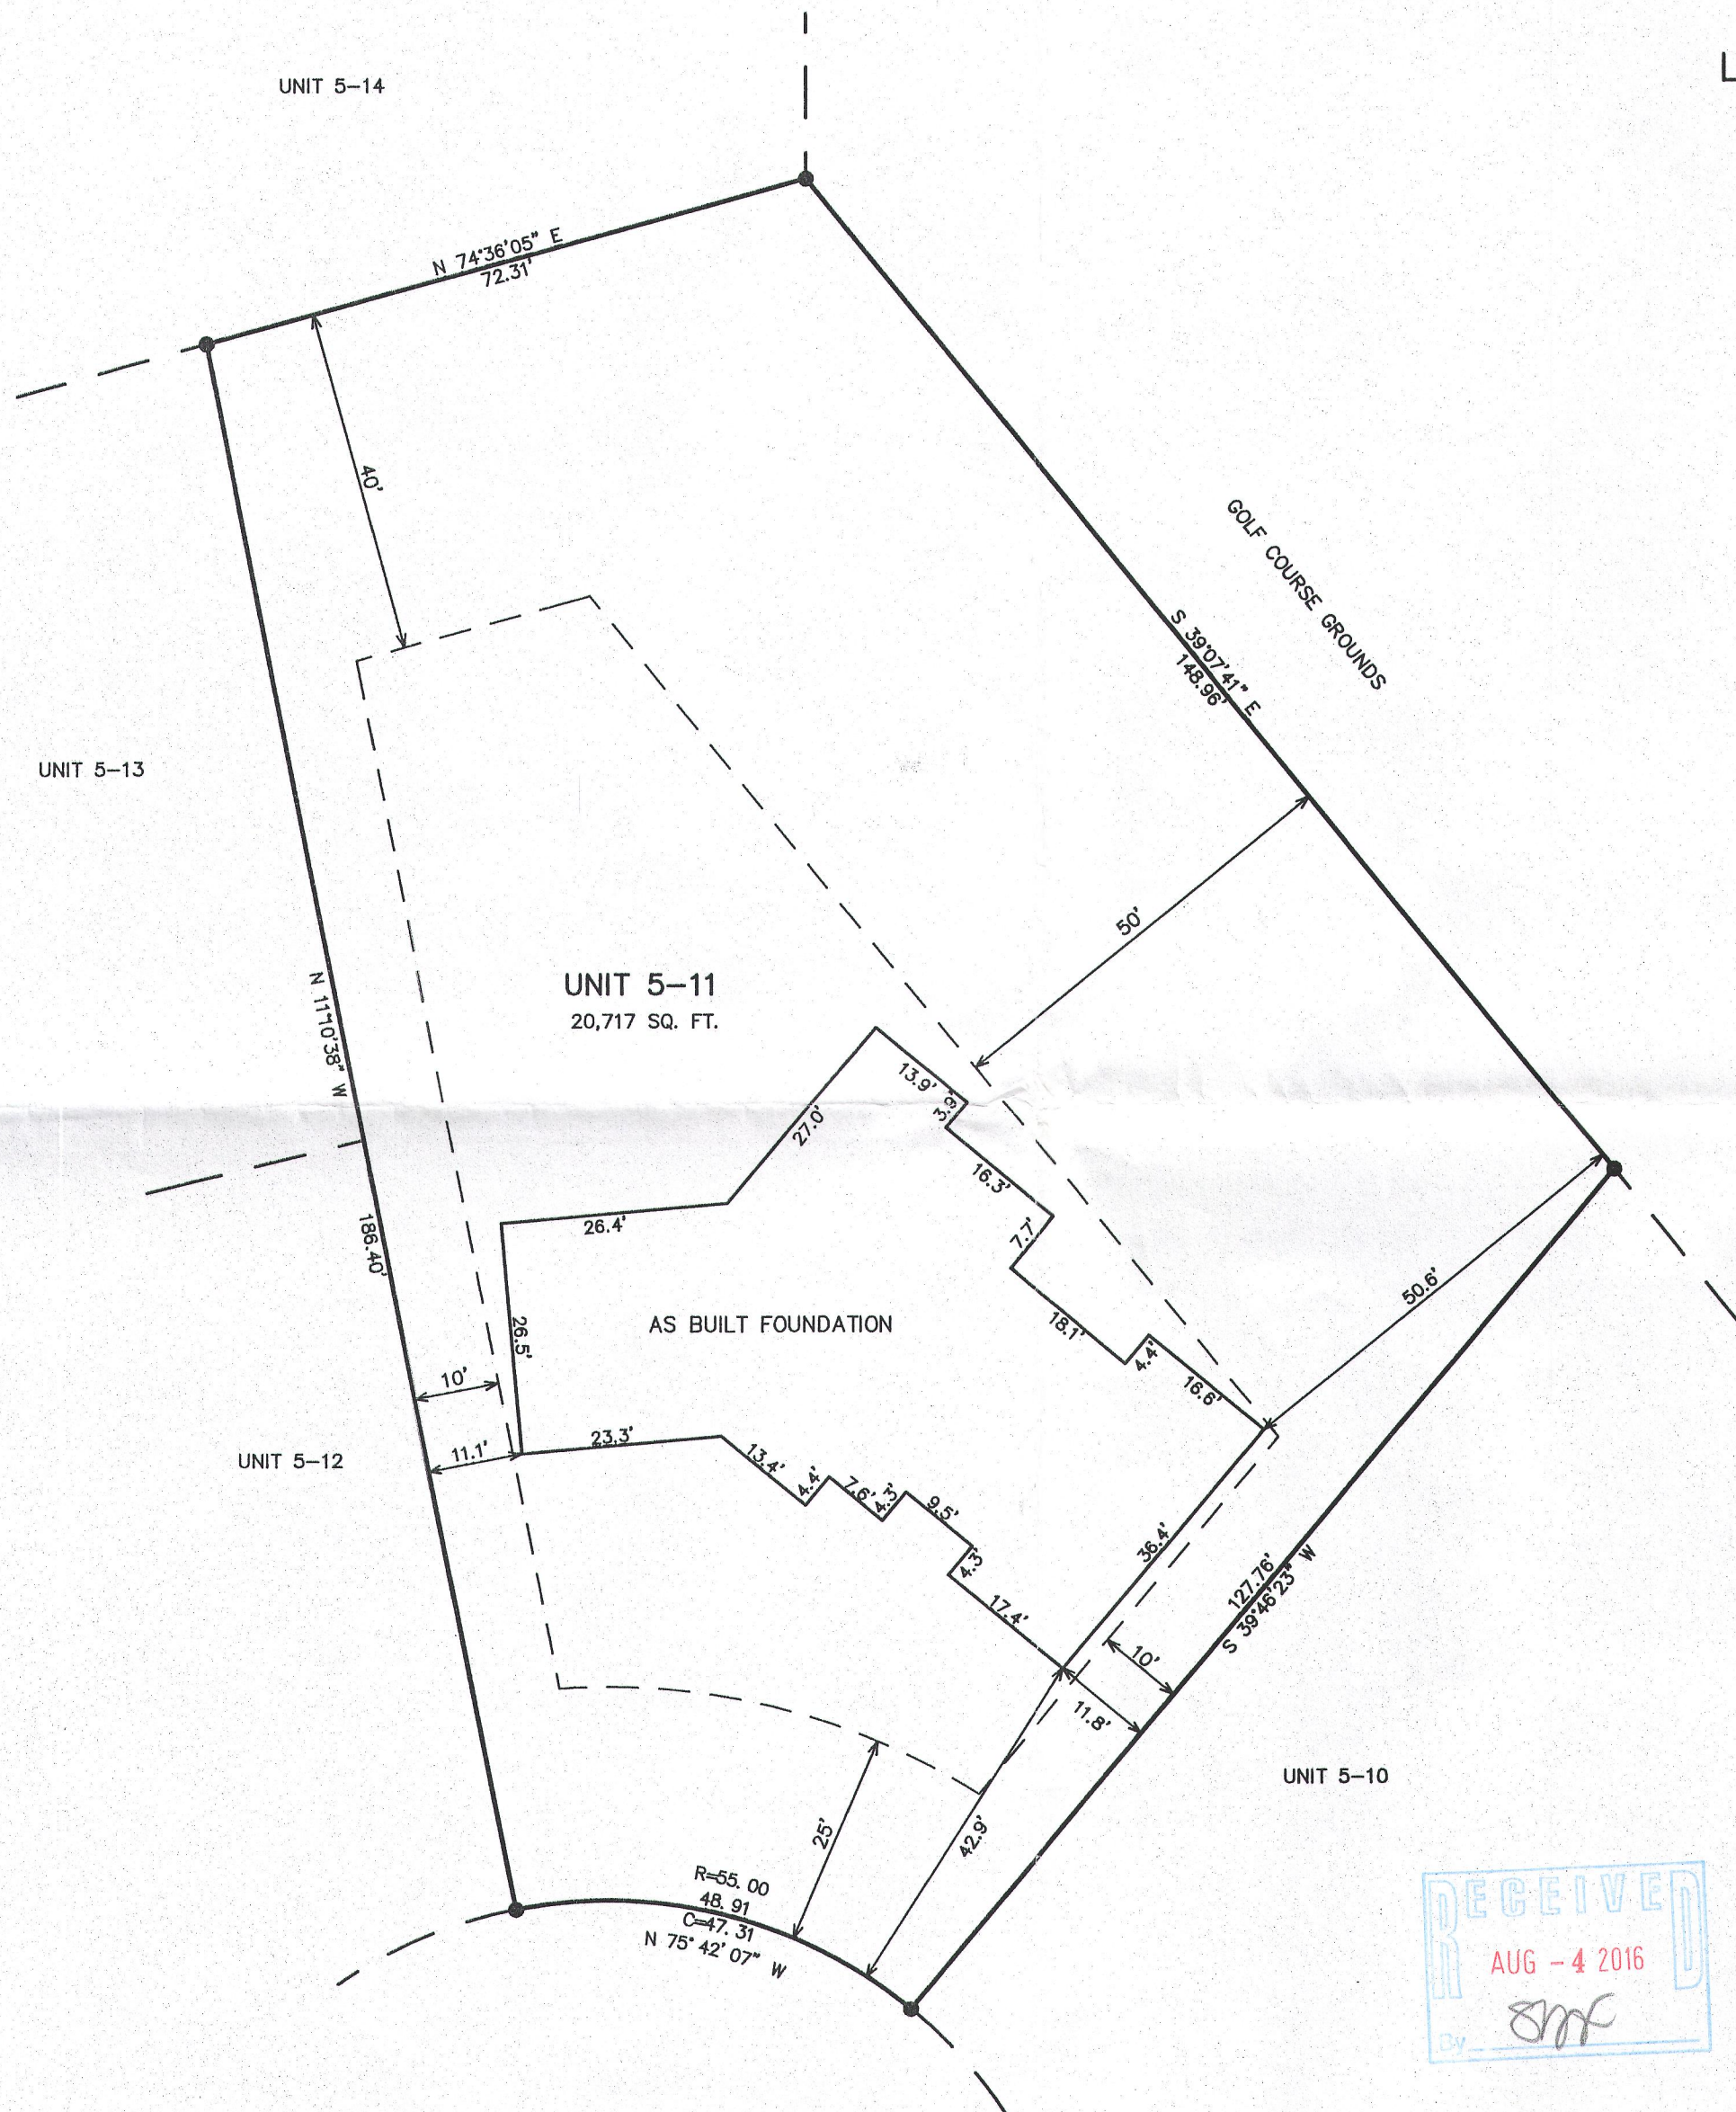 L
UNIT 5-14
N 74°36'05" E
72.31'
40'
GOLF COURSE GROUNDS
S 39°07'41" E
148.96'
UNIT 5-13
50'
UNIT 5-11
20,717 SQ. FT.
N 11°10'38" W
186.40'
13.9'
3.9'
27.0'
16.3'
26.4'
7.7'
50.6'
AS BUILT FOUNDATION
26.5'
18.1'
4.4'
16.6'
10'
11.1'
UNIT 5-12
23.3'
13.4'
4.4'
7.6'
4.3'
9.5'
4.3'
36.4'
17.4'
127.76'
S 39°46'23" W
10'
11.8'
UNIT 5-10
25'
42.9'
R=55.00
48.91
C=47.31
N 75°42'07" W
RECEIVED
AUG -4 2016
By